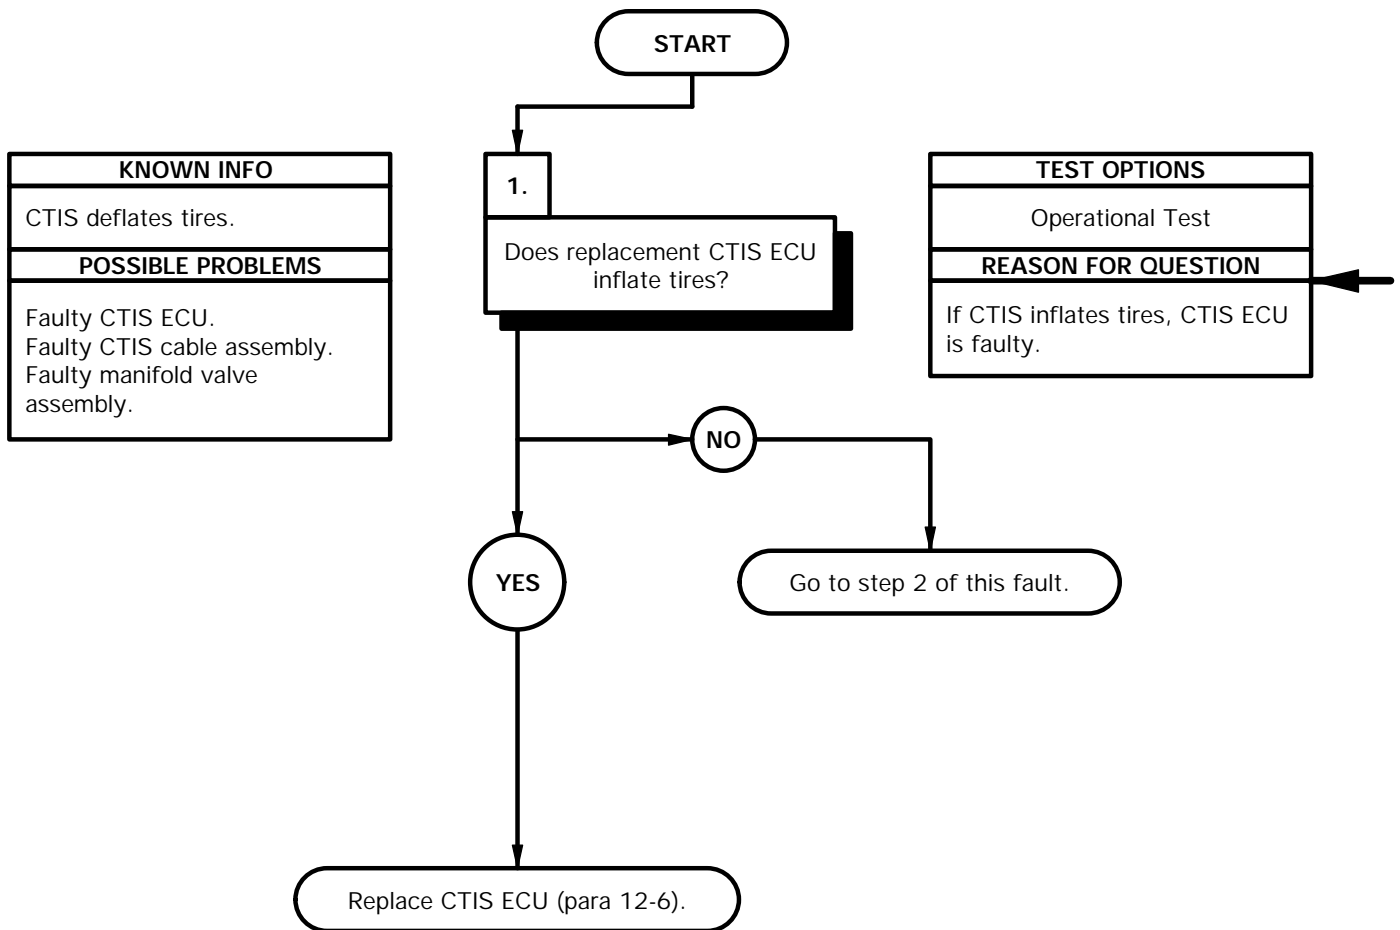 START
KNOWN INFO
CTIS deflates tires.
POSSIBLE PROBLEMS
Faulty CTIS ECU.
Faulty CTIS cable assembly.
Faulty manifold valve
assembly.
1.
Does replacement CTIS ECU
inflate tires?
TEST OPTIONS
Operational Test
REASON FOR QUESTION
If CTIS inflates tires, CTIS ECU
is faulty.
NO
YES
Go to step 2 of this fault.
Replace CTIS ECU (para 12-6).